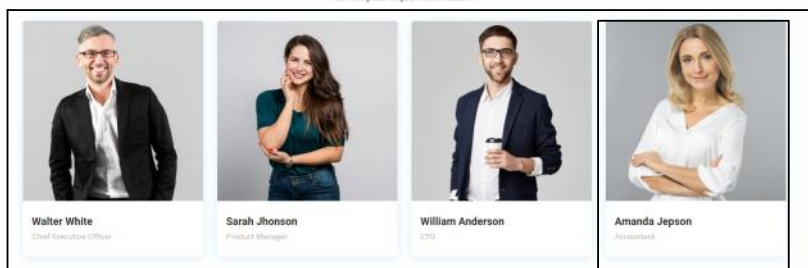 Walter White
Chief Executive Officer
Sarah Jhonson
Product Manager
William Anderson
CTO
Amanda Jepson
Accountant